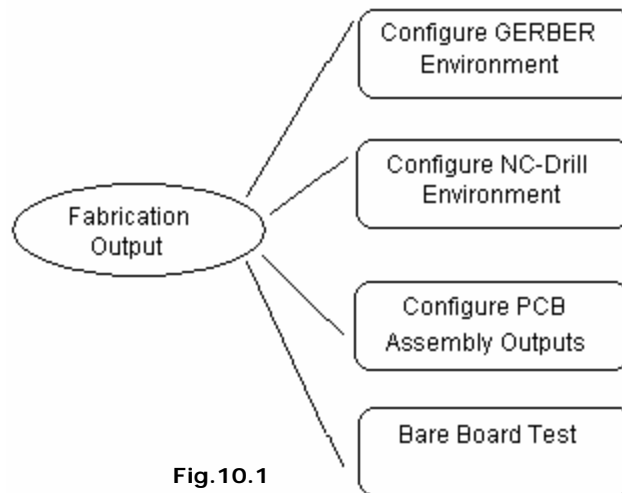 Configure GERBER
Environment
Configure NC-Drill
Environment
Fabrication
Output
Configure PCB
Assembly Outputs
Bare Board Test
Fig.10.1